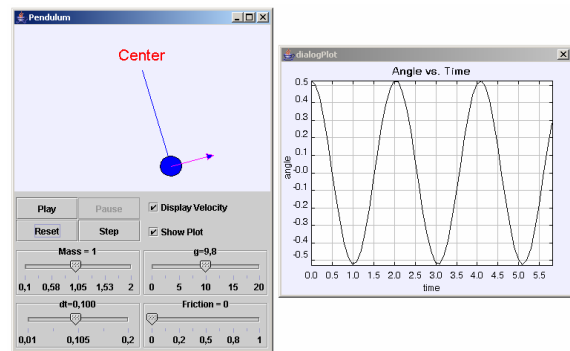 Pendulum
Center
Play Pause Display Velocity
Reset Step Show Plot
Mass = 1 g=9,8
0,1 0,58 1,05 1,53 2 0 5 10 15 20
dt=0,100 Friction = 0
0,01 0,105 0,2 0 0,2 0,5 0,8 1
dialogPlot
Angle vs. Time
0.5
0.4
0.3
0.2
0.1
-0.0
-0.1
-0.2
-0.3
-0.4
-0.5
angle
0.0 0.5 1.0 1.5 2.0 2.5 3.0 3.5 4.0 4.5 5.0 5.5
time